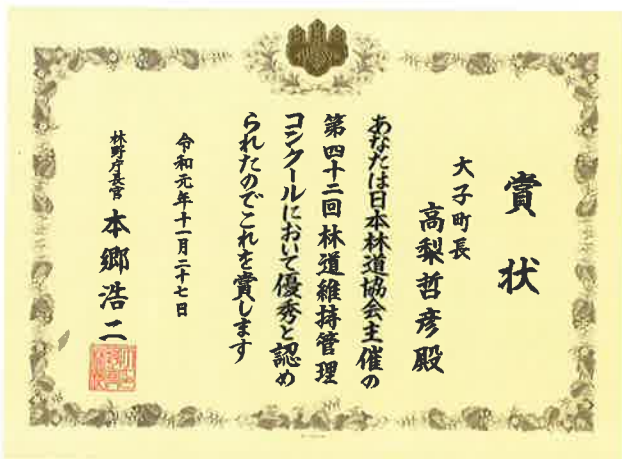 賞状
大子町長
高梨哲彦殿
あなたは日本林道協会主催の
第四十二回林道維持管理
コンクールにおいて優秀と認め
られたのでこれを賞します
令和元年十一月二十七日
林野庁長官
本郷浩二